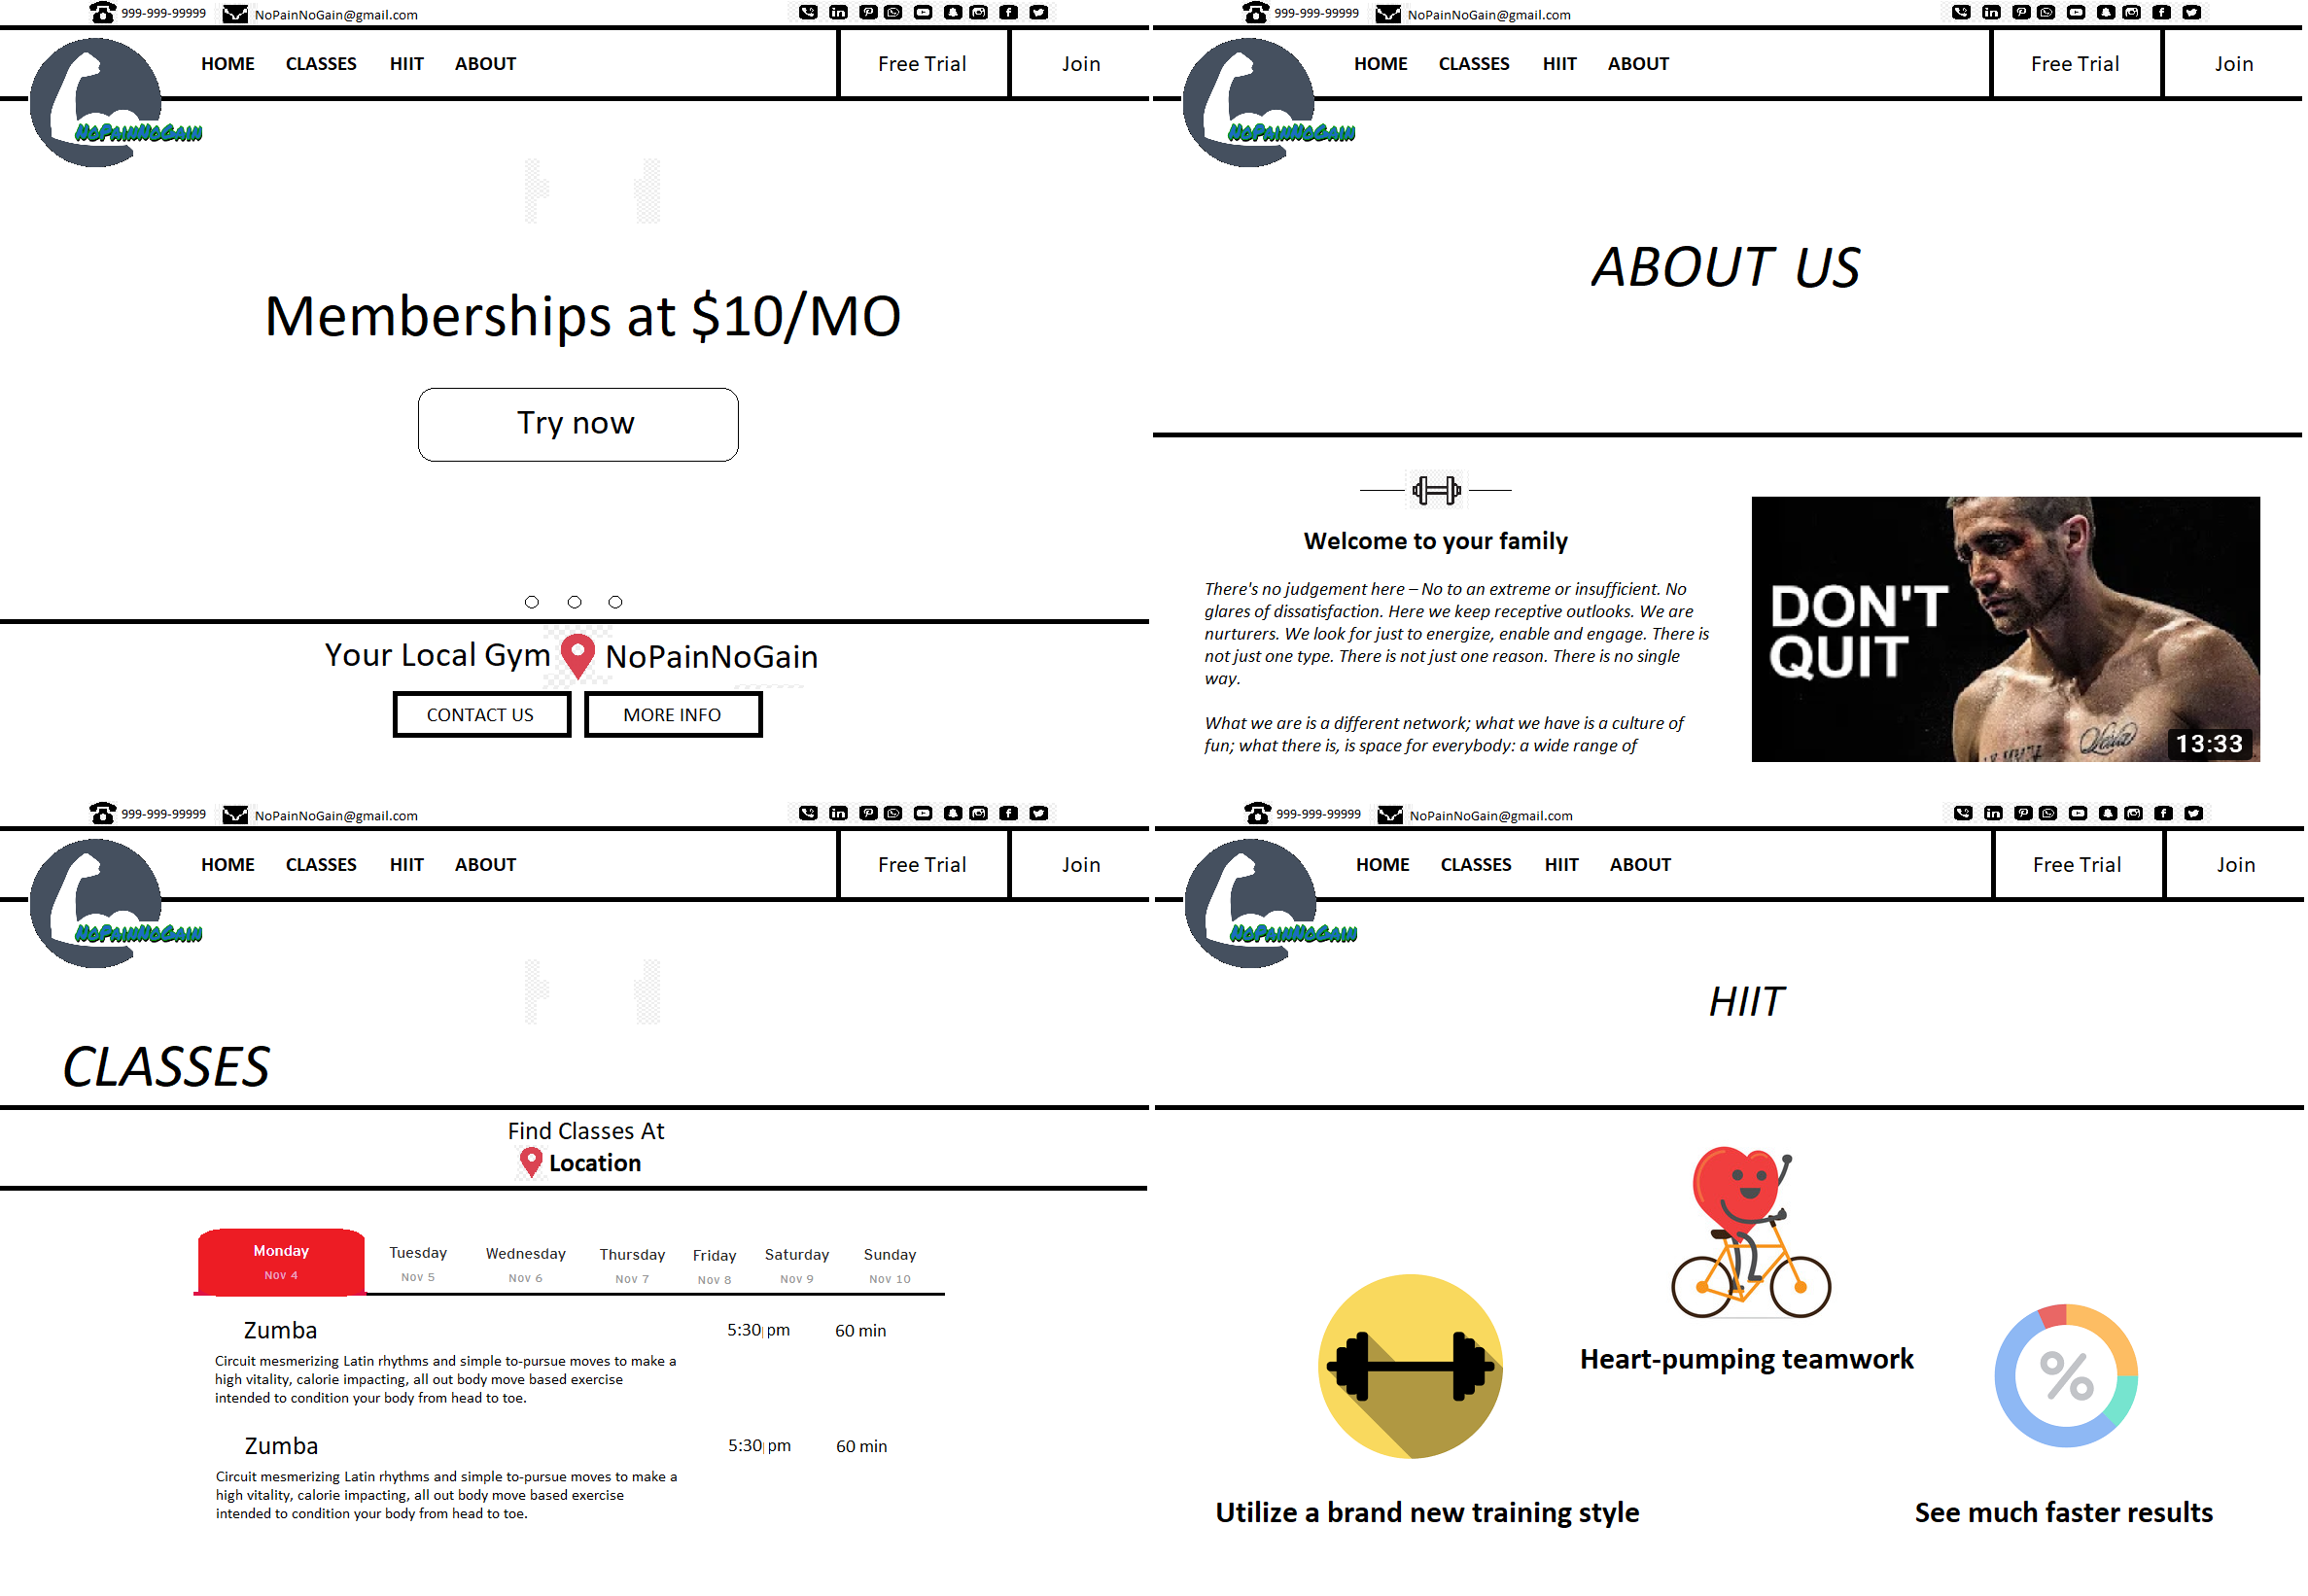 999-999-99999 NoPainNoGain@gmail.com
HOME CLASSES HIIT ABOUT Free Trial Join
NoPainNoGain
Memberships at $10/MO
Try now
Your Local Gym NoPainNoGain
CONTACT US MORE INFO
999-999-99999 NoPainNoGain@gmail.com
HOME CLASSES HIIT ABOUT Free Trial Join
NoPainNoGain
ABOUT US
Welcome to your family
There's no judgement here – No to an extreme or insufficient. No
glares of dissatisfaction. Here we keep receptive outlooks. We are
nurturers. We look for just to energize, enable and engage. There is
not just one type. There is not just one reason. There is no single
way.
What we are is a different network; what we have is a culture of
fun; what there is, is space for everybody: a wide range of
DON'T
QUIT
13:33
999-999-99999 NoPainNoGain@gmail.com
HOME CLASSES HIIT ABOUT Free Trial Join
NoPainNoGain
CLASSES
Find Classes At
Location
Monday Tuesday Wednesday Thursday Friday Saturday Sunday
Nov 4 Nov 5 Nov 6 Nov 7 Nov 8 Nov 9 Nov 10
Zumba 5:30 pm 60 min
Circuit mesmerizing Latin rhythms and simple to-pursue moves to make a
high vitality, calorie impacting, all out body move based exercise
intended to condition your body from head to toe.
Zumba 5:30 pm 60 min
Circuit mesmerizing Latin rhythms and simple to-pursue moves to make a
high vitality, calorie impacting, all out body move based exercise
intended to condition your body from head to toe.
999-999-99999 NoPainNoGain@gmail.com
HOME CLASSES HIIT ABOUT Free Trial Join
NoPainNoGain
HIIT
%
Heart-pumping teamwork
Utilize a brand new training style
See much faster results